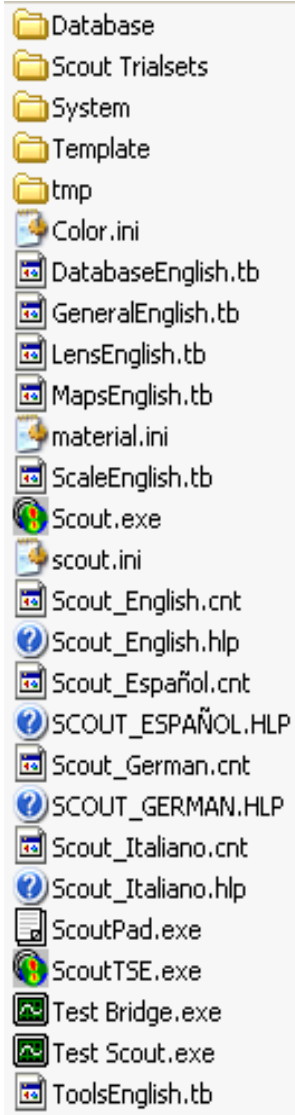 Database
Scout Trialsets
System
Template
tmp
Color.ini
DatabaseEnglish.tb
GeneralEnglish.tb
LensEnglish.tb
MapsEnglish.tb
material.ini
ScaleEnglish.tb
Scout.exe
scout.ini
Scout_English.cnt
Scout_English.hlp
Scout_Español.cnt
SCOUT_ESPAÑOL.HLP
Scout_German.cnt
SCOUT_GERMAN.HLP
Scout_Italiano.cnt
Scout_Italiano.hlp
ScoutPad.exe
ScoutTSE.exe
Test Bridge.exe
Test Scout.exe
ToolsEnglish.tb